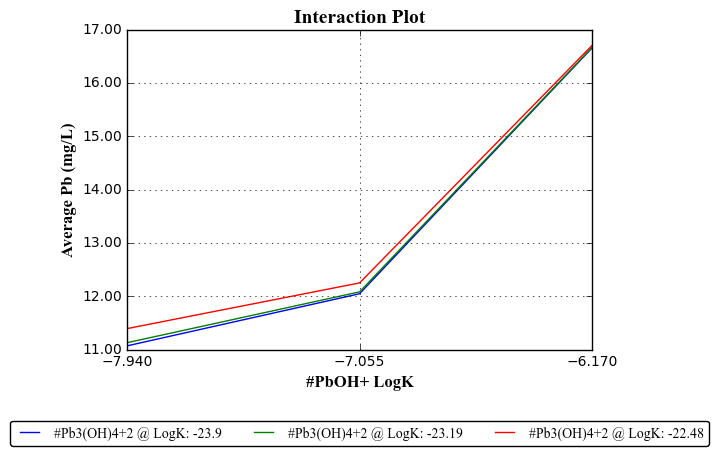 Interaction Plot
17.00
16.00
15.00
14.00
13.00
12.00
11.00
Average Pb (mg/L)
−7.940 −7.055 −6.170
#PbOH+ LogK
#Pb3(OH)4+2 @ LogK: -23.9 #Pb3(OH)4+2 @ LogK: -23.19 #Pb3(OH)4+2 @ LogK: -22.48